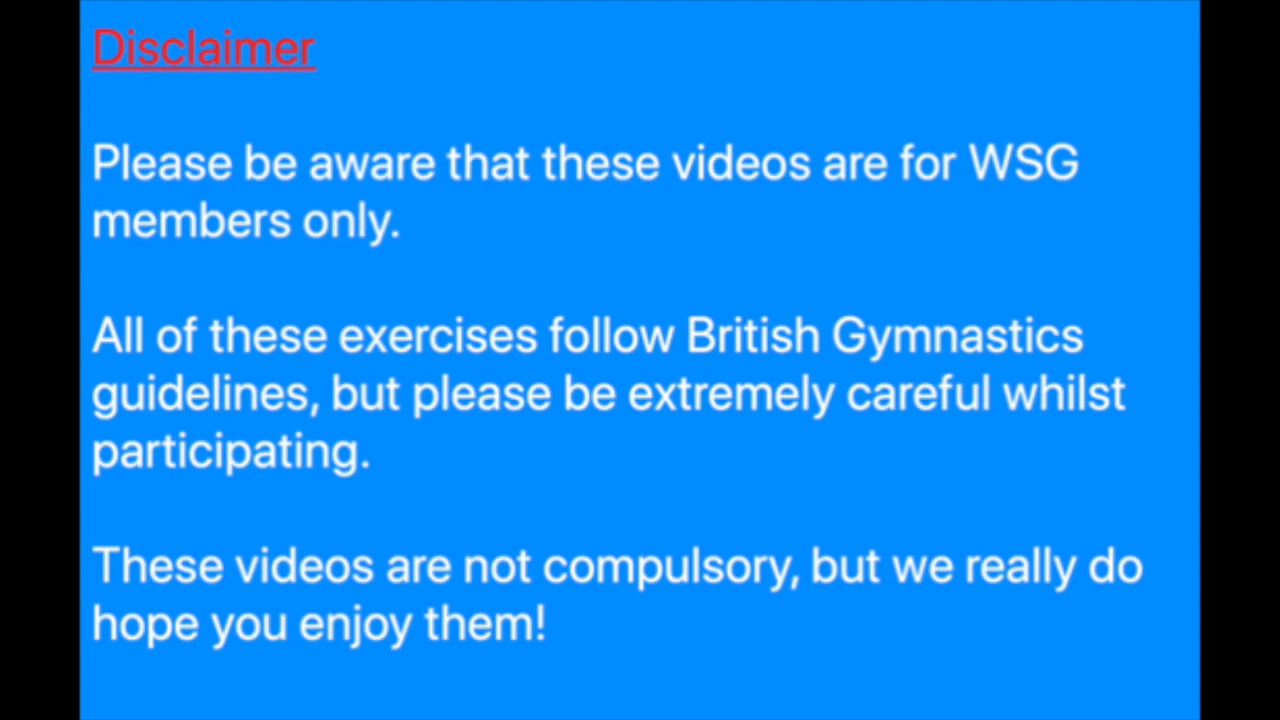 Disclaimer
Please be aware that these videos are for WSG
members only.
All of these exercises follow British Gymnastics
guidelines, but please be extremely careful whilst
participating.
These videos are not compulsory, but we really do
hope you enjoy them!